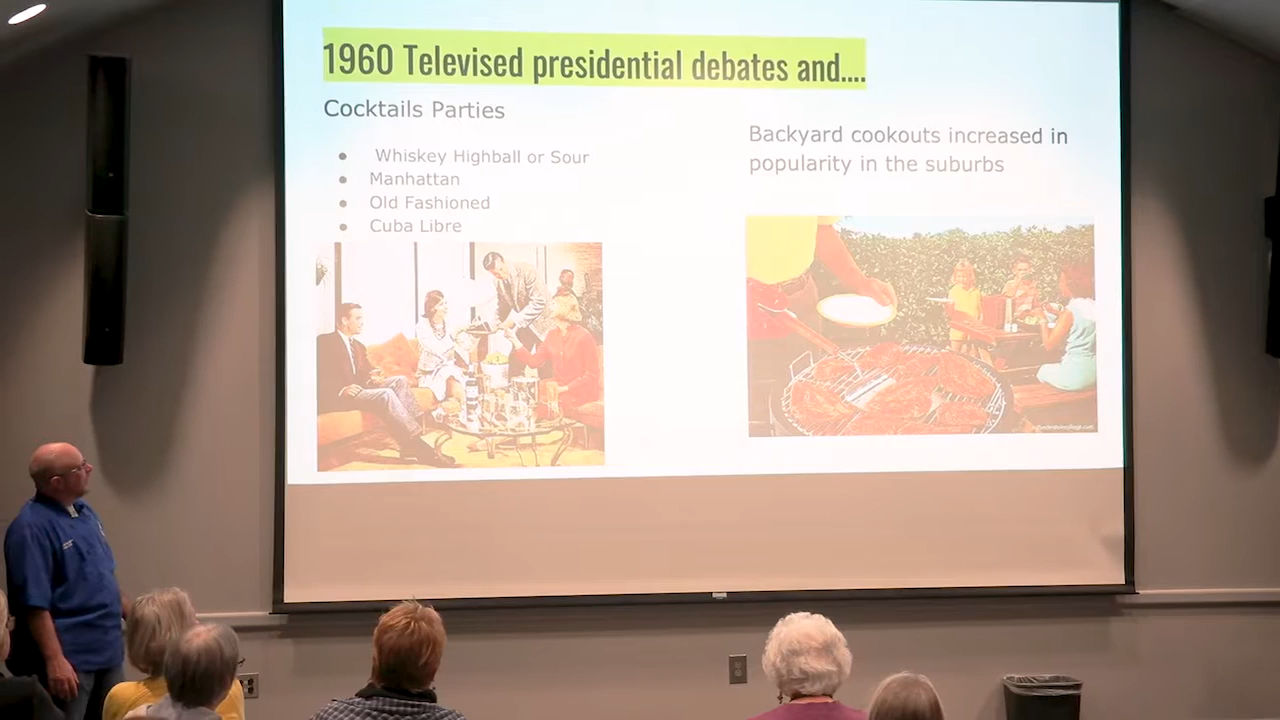 1960 Televised presidential debates and....
Cocktails Parties
Whiskey Highball or Sour
Manhattan
Old Fashioned
Cuba Libre
Backyard cookouts increased in
popularity in the suburbs